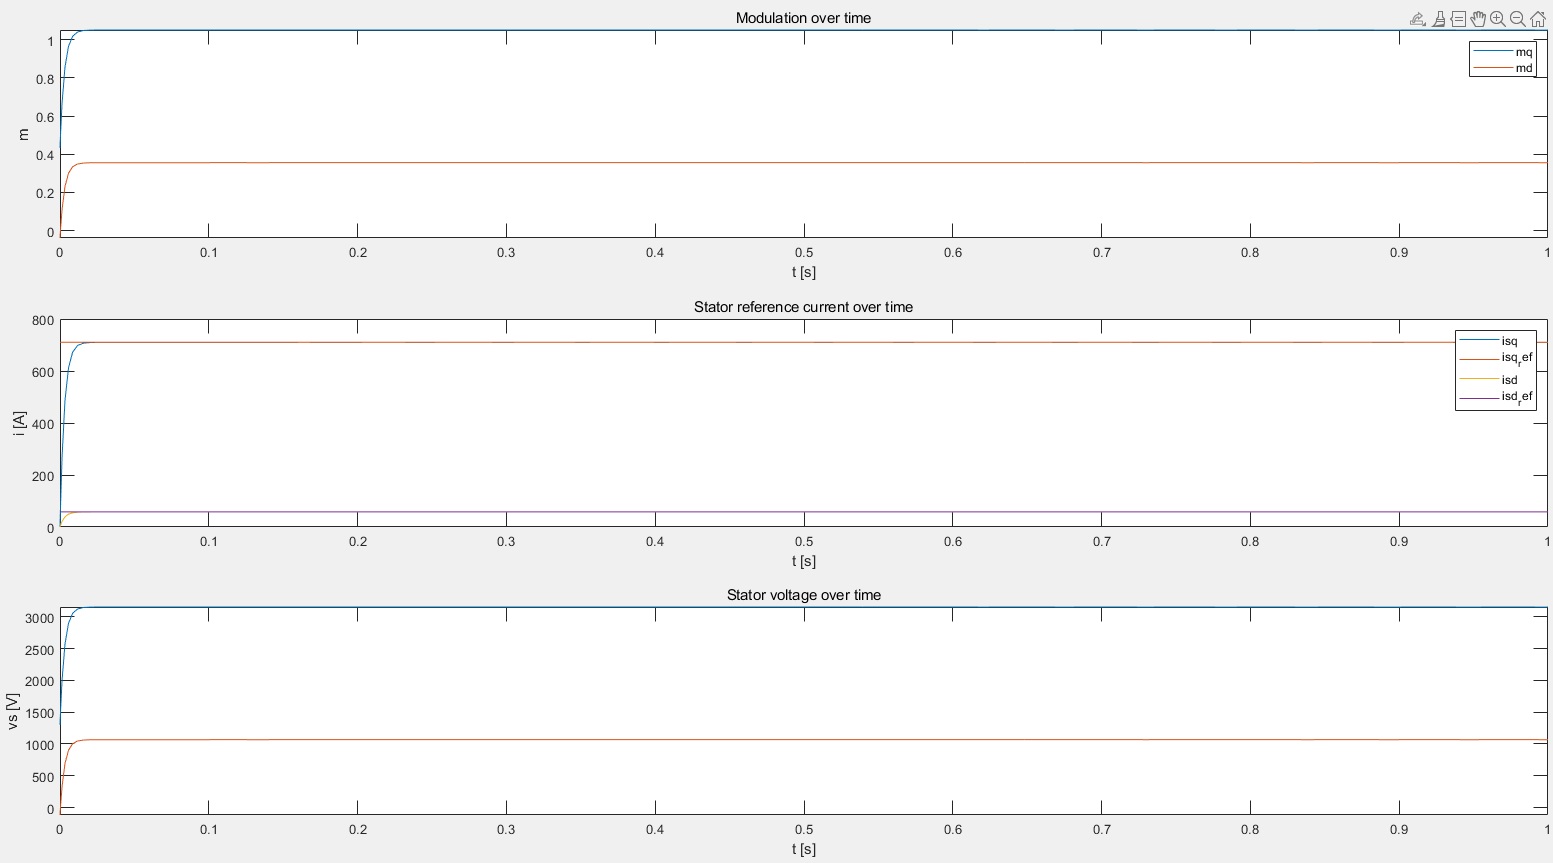 Modulation over time
mq
md
1
0.8
0.6
0.4
0.2
0
m
0 0.1 0.2 0.3 0.4 0.5 0.6 0.7 0.8 0.9 1
t [s]
Stator reference current over time
isq
isq_ref
isd
isd_ref
800
600
400
200
0
i [A]
0 0.1 0.2 0.3 0.4 0.5 0.6 0.7 0.8 0.9 1
t [s]
Stator voltage over time
3000
2500
2000
1500
1000
500
0
vs [V]
0 0.1 0.2 0.3 0.4 0.5 0.6 0.7 0.8 0.9 1
t [s]